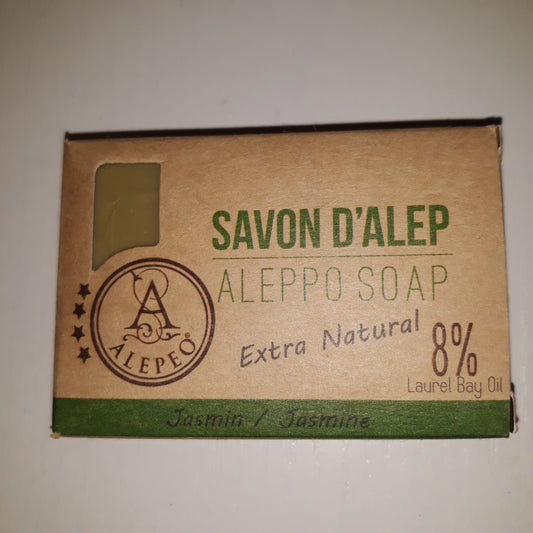 SAVON D'ALEP
ALEPPO SOAP
Extra Natural
8%
Laurel Bay Oil
A
ALEPEO®
Jasmin / Jasmine